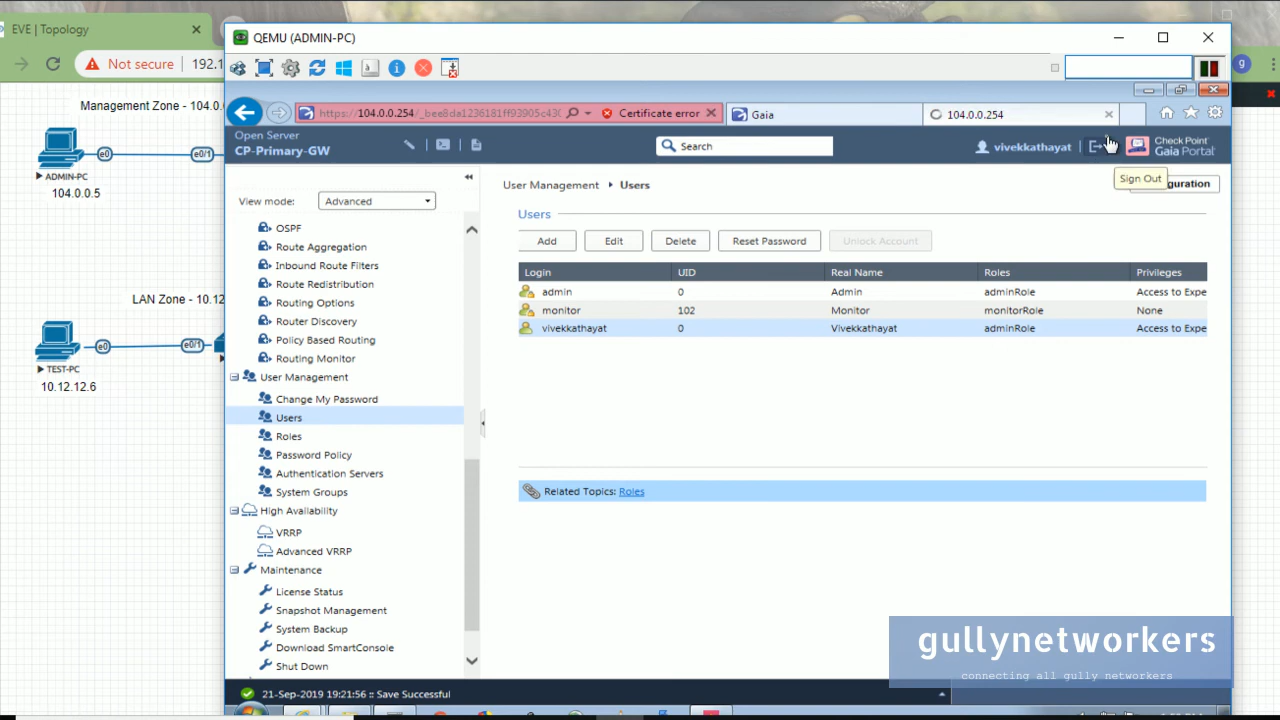 EVE | Topology
QEMU (ADMIN-PC)
g
Not secure
192.1
Management Zone - 104.0.
e0
e0/1
ADMIN-PC
104.0.0.5
LAN Zone - 10.12
e0
e0/1
TEST-PC
10.12.12.6
https://104.0.0.254/_bee8da1236181ff93905c430
Certificate error
Gaia
104.0.0.254
Open Server
CP-Primary-GW
Search
vivekkathayat
Check Point
Gaia Portal
Sign Out
View mode:
Advanced
OSPF
Route Aggregation
Inbound Route Filters
Route Redistribution
Routing Options
Router Discovery
Policy Based Routing
Routing Monitor
User Management
Change My Password
Users
Roles
Password Policy
Authentication Servers
System Groups
High Availability
VRRP
Advanced VRRP
Maintenance
License Status
Snapshot Management
System Backup
Download SmartConsole
Shut Down
User Management Users
Users
Add Edit Delete Reset Password Unlock Account
Login UID Real Name Roles Privileges
admin 0 Admin adminRole Access to Expe
monitor 102 Monitor monitorRole None
vivekkathayat 0 Vivekkathayat adminRole Access to Expe
Related Topics: Roles
21-Sep-2019 19:21:56 :: Save Successful
gullynetworkers
connecting all gully networkers